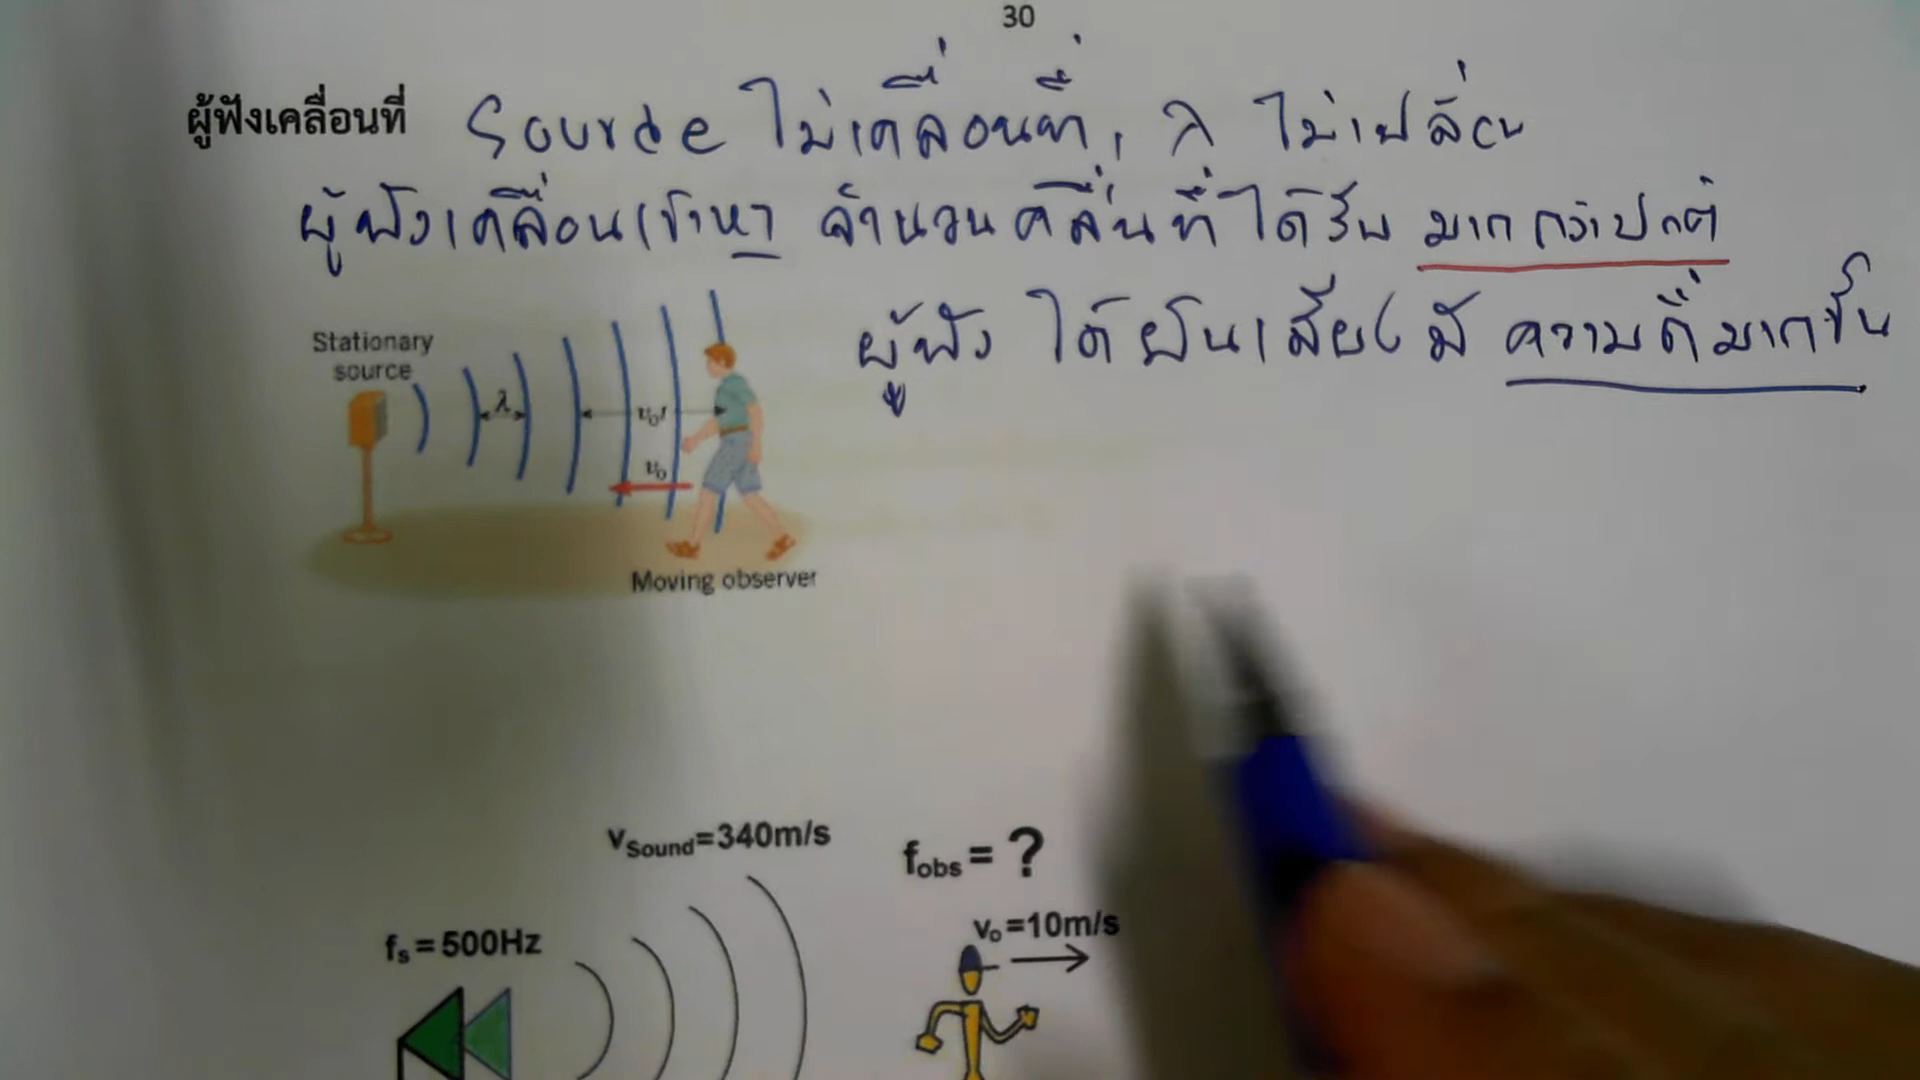 30
ผู้ฟังเคลื่อนที่ Source ไม่เคลื่อนที่, λ ไม่เปลี่ยน
ผู้ฟังเคลื่อนเข้าหา จำนวนคลื่นที่ได้รับ มากกว่าปกติ
ผู้ฟัง ได้ยินเสียงมี ความถี่มากขึ้น
Stationary
source
λ
v₀t
v₀
Moving observer
vSound=340m/s
fobs = ?
vo=10m/s
fs=500Hz